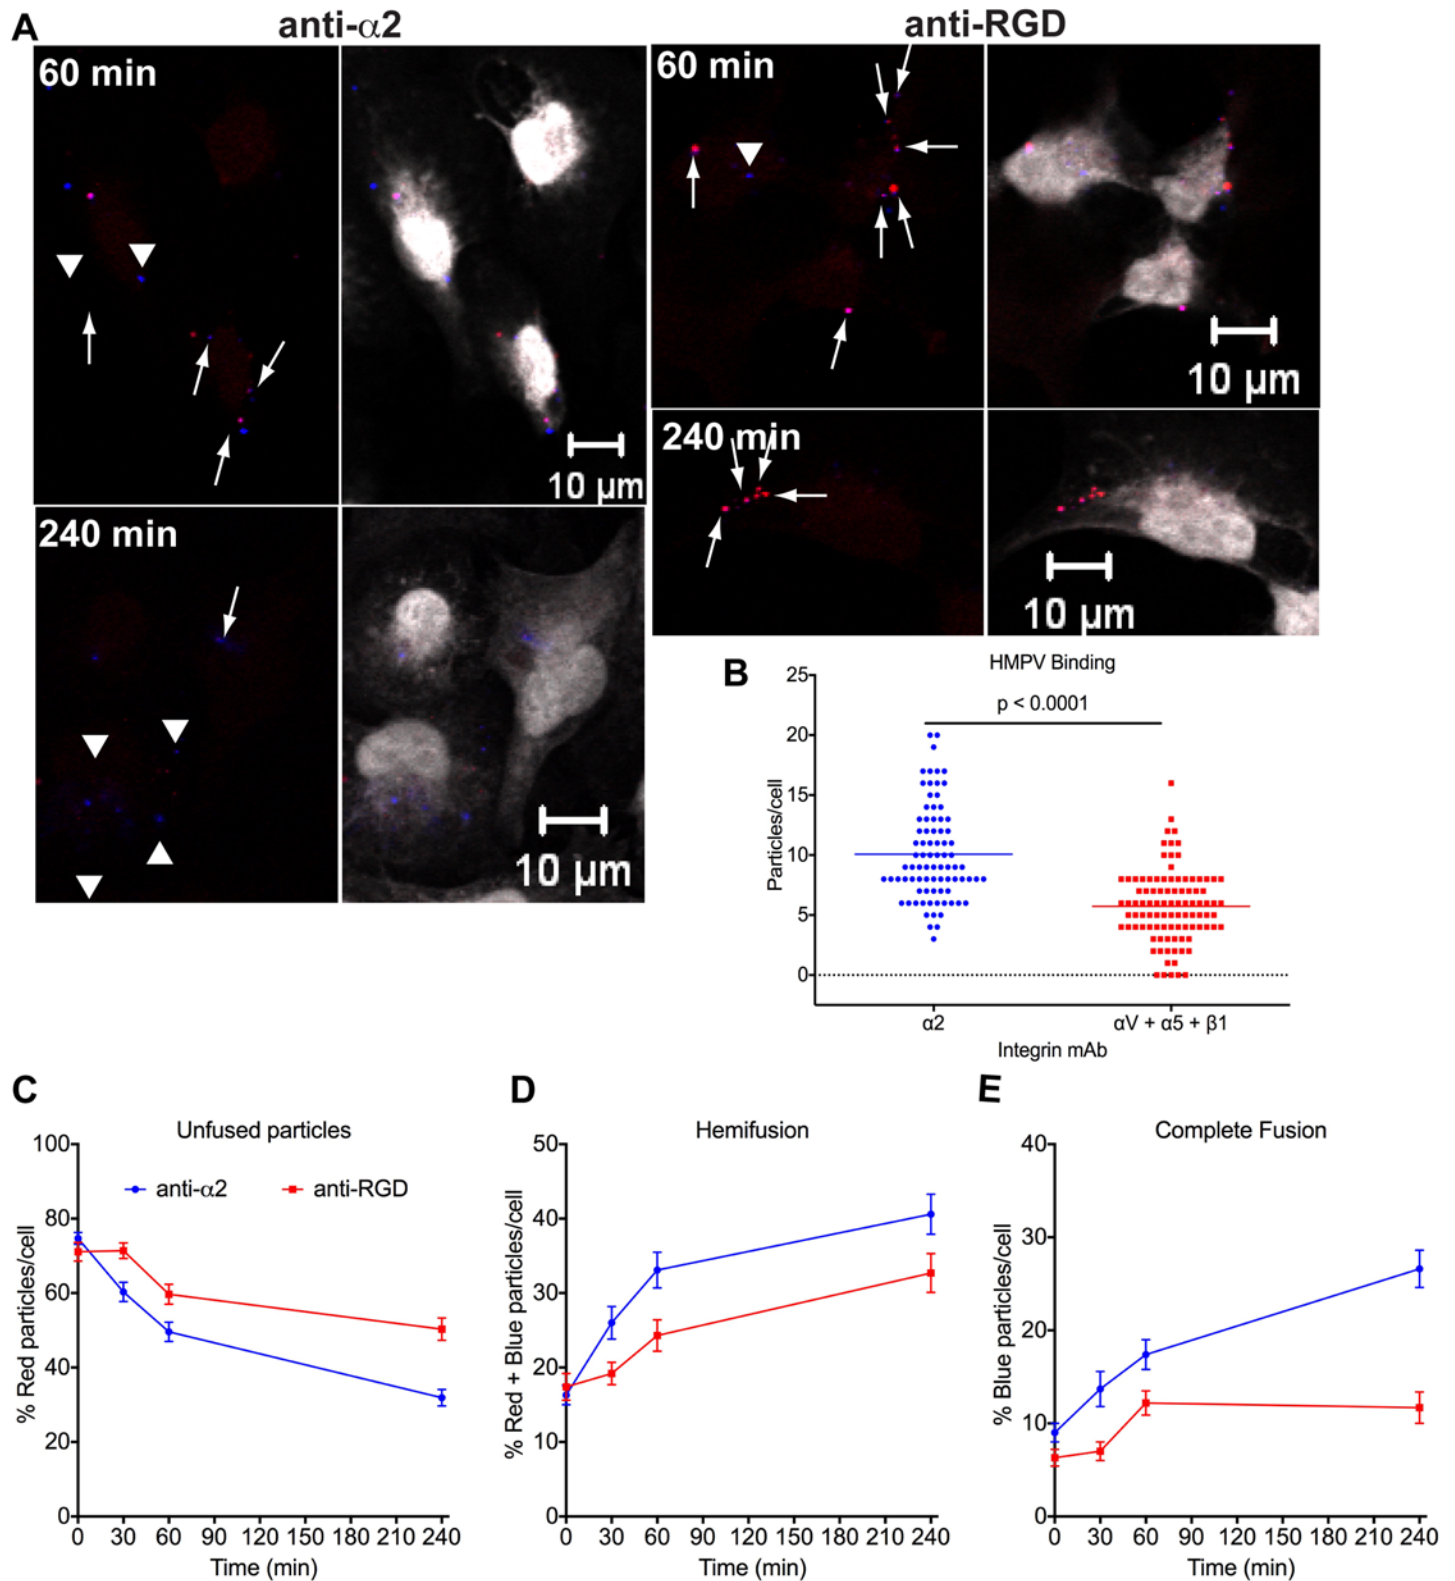 A
anti-α2
anti-RGD
60 min
60 min
10 µm
10 µm
240 min
240 min
10 µm
10 µm
B
HMPV Binding
p < 0.0001
25
20
15
10
5
0
Particles/cell
α2
αV + α5 + β1
Integrin mAb
C
Unfused particles
anti-α2
anti-RGD
100
80
60
40
20
0
% Red particles/cell
0 30 60 90 120 150 180 210 240
Time (min)
D
Hemifusion
50
40
30
20
10
0
% Red + Blue particles/cell
0 30 60 90 120 150 180 210 240
Time (min)
E
Complete Fusion
40
30
20
10
0
% Blue particles/cell
0 30 60 90 120 150 180 210 240
Time (min)